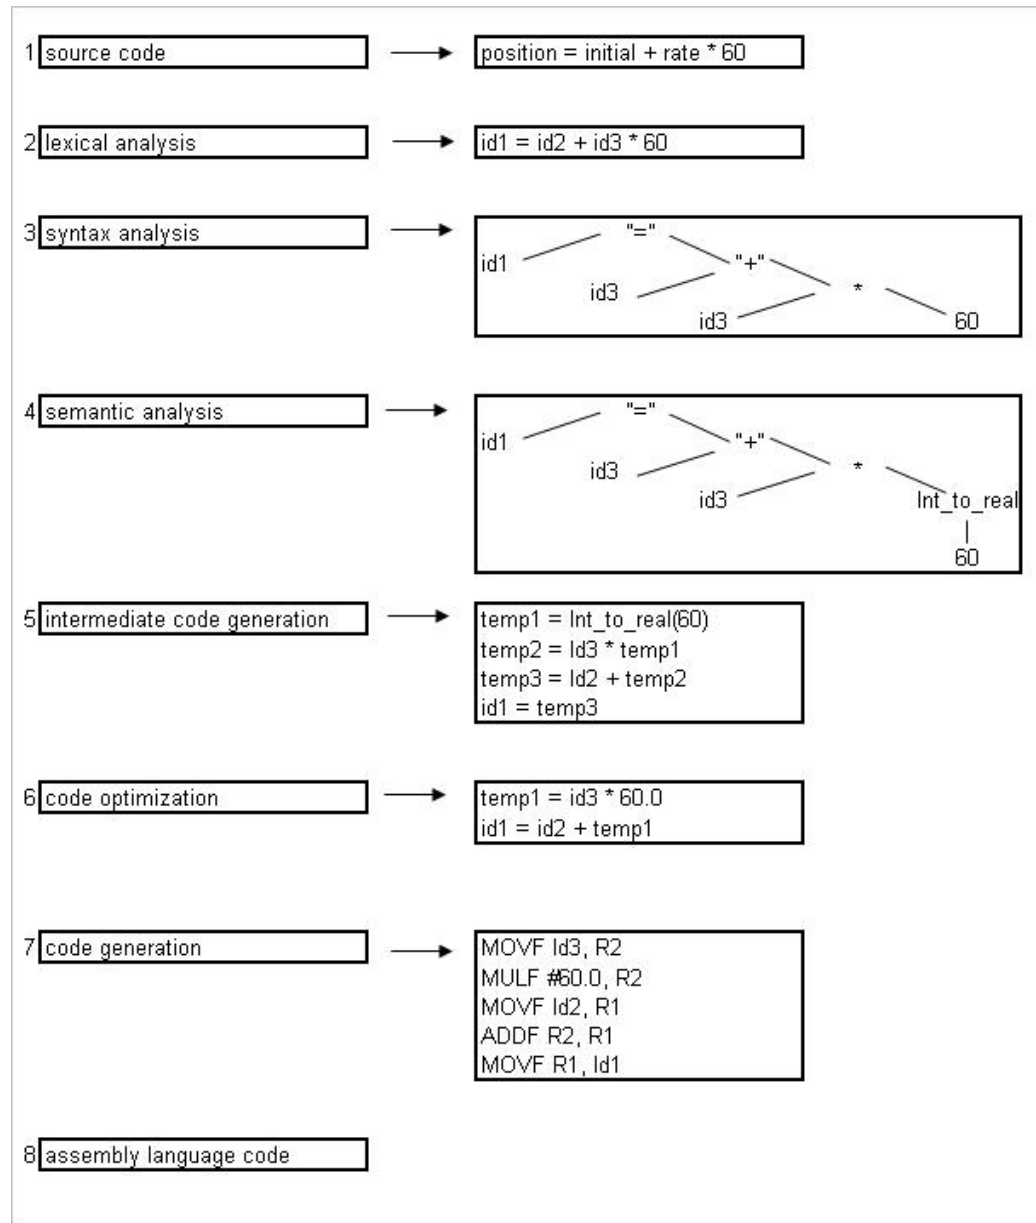 1 source code
position = initial + rate * 60
2 lexical analysis
id1 = id2 + id3 * 60
3 syntax analysis
"="
id1
"+"
id3
*
id3
60
4 semantic analysis
"="
id1
"+"
id3
*
id3
Int_to_real
60
5 intermediate code generation
temp1 = Int_to_real(60)
temp2 = Id3 * temp1
temp3 = Id2 + temp2
id1 = temp3
6 code optimization
temp1 = id3 * 60.0
id1 = id2 + temp1
7 code generation
MOVF Id3, R2
MULF #60.0, R2
MOVF Id2, R1
ADDF R2, R1
MOVF R1, Id1
8 assembly language code